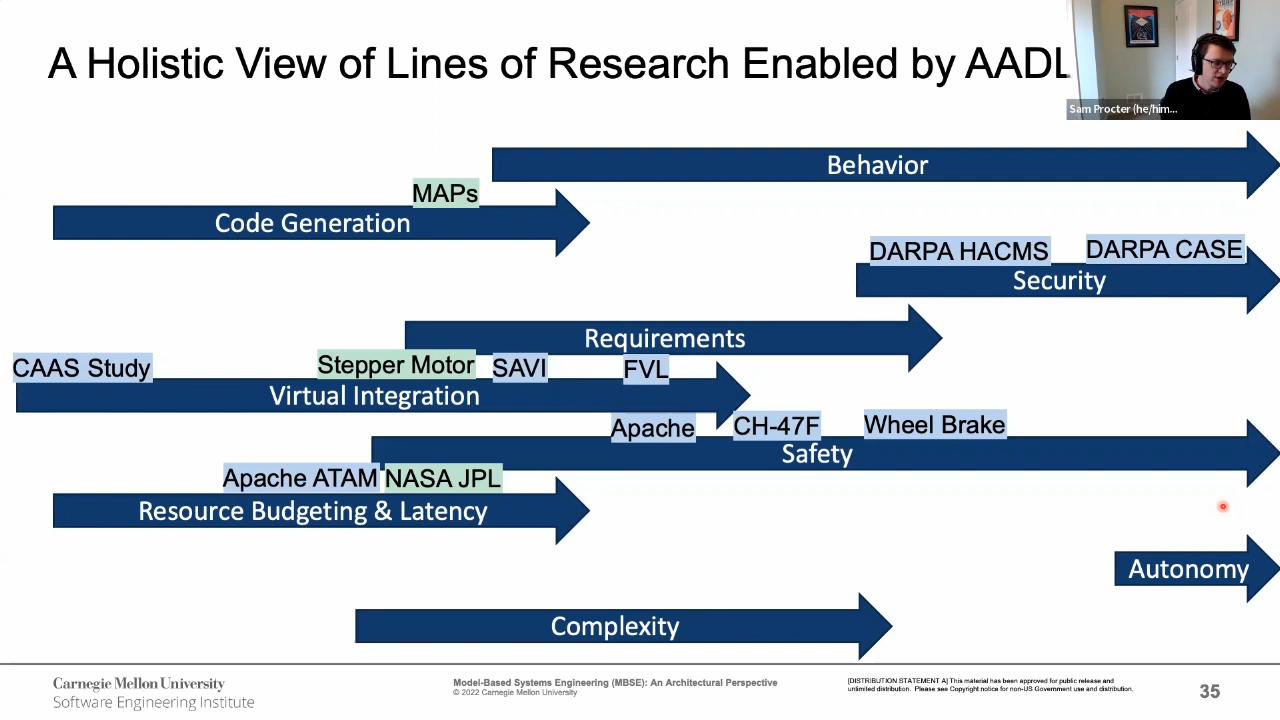 A Holistic View of Lines of Research Enabled by AADL
Sam Procter (he/him...
Behavior
MAPs
Code Generation
DARPA HACMS
DARPA CASE
Security
Requirements
CAAS Study
Stepper Motor
SAVI
FVL
Virtual Integration
Apache
CH-47F
Wheel Brake
Safety
Apache ATAM
NASA JPL
Resource Budgeting & Latency
Autonomy
Complexity
Carnegie Mellon University
Software Engineering Institute
Model-Based Systems Engineering (MBSE): An Architectural Perspective
© 2022 Carnegie Mellon University
[DISTRIBUTION STATEMENT A] This material has been approved for public release and
unlimited distribution. Please see Copyright notice for non-US Government use and distribution.
35